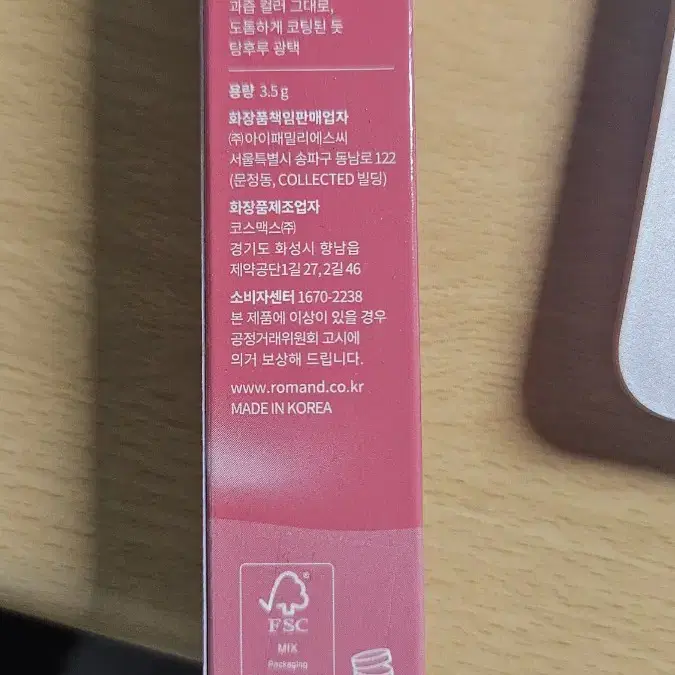 과즙 컬러 그대로,
도톰하게 코팅된 듯
탕후루 광택
용량 3.5 g
화장품책임판매업자
㈜아이패밀리에스씨
서울특별시 송파구 동남로 122
(문정동, COLLECTED 빌딩)
화장품제조업자
코스맥스㈜
경기도 화성시 향남읍
제약공단1길 27, 2길 46
소비자센터 1670-2238
본 제품에 이상이 있을 경우
공정거래위원회 고시에
의거 보상해 드립니다.
www.romand.co.kr
MADE IN KOREA
®
FSC
MIX
Packaging